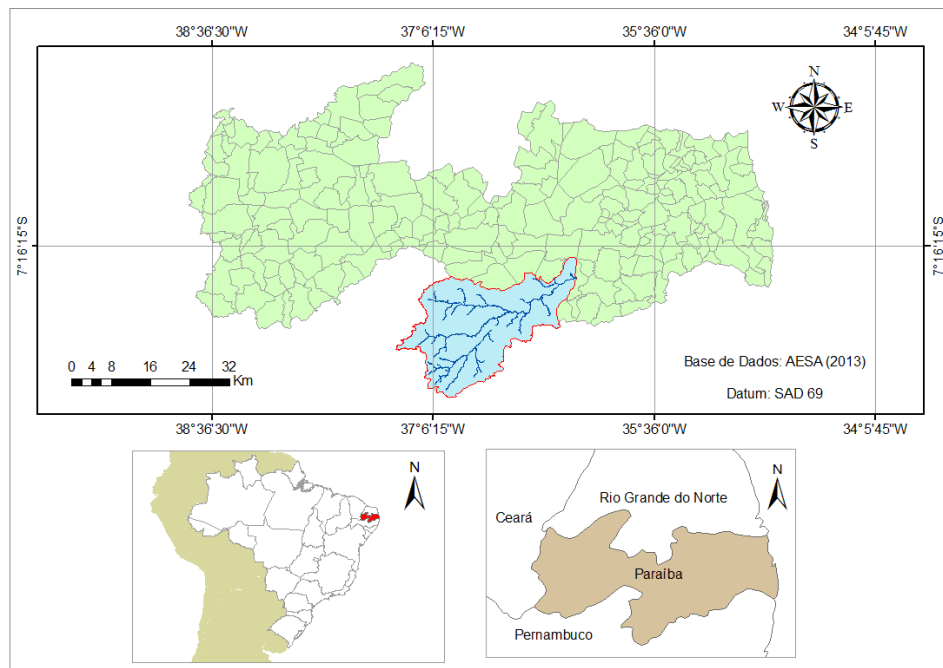 38°36'30"W 37°6'15"W 35°36'0"W 34°5'45"W
N
W E
S
7°16'15"S 7°16'15"S
Base de Dados: AESA (2013)
0 4 8 16 24 32
Km
Datum: SAD 69
38°36'30"W 37°6'15"W 35°36'0"W 34°5'45"W
N
N
Rio Grande do Norte
Ceará
Paraíba
Pernambuco